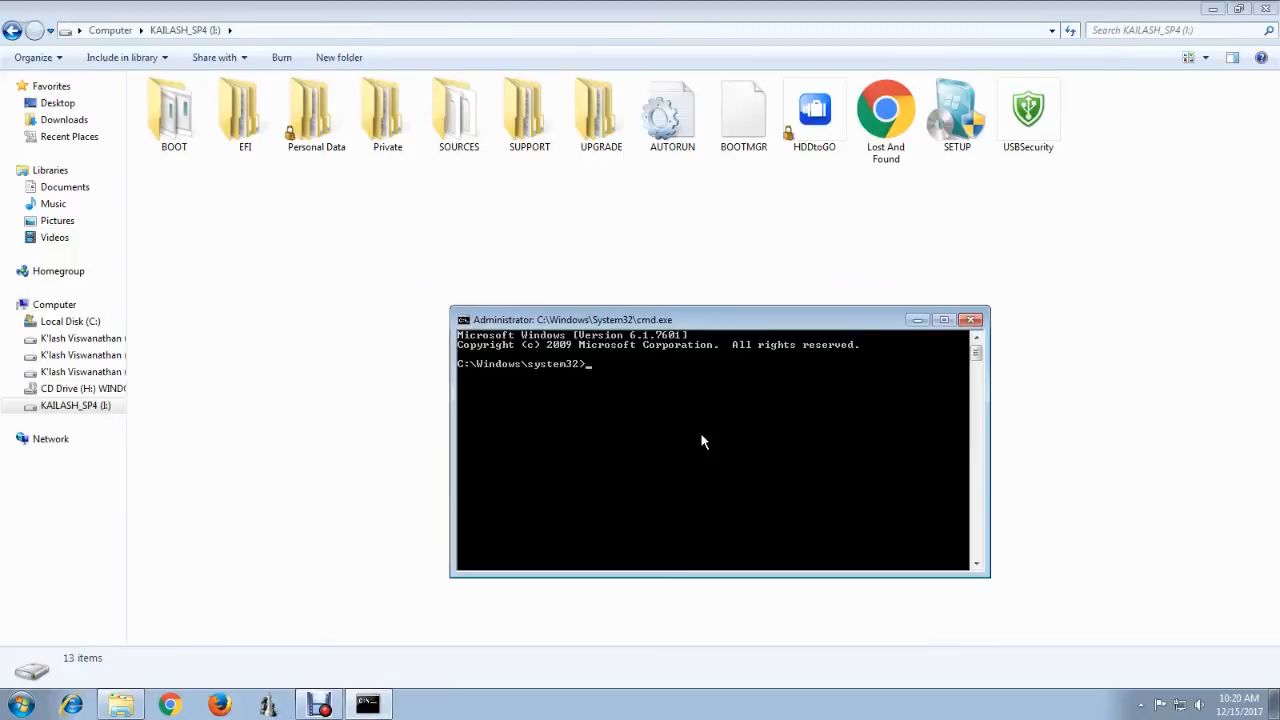 Computer
KAILASH_SP4 (I:)
Search KAILASH_SP4 (I:)
Organize
Include in library
Share with
Burn
New folder
Favorites
Desktop
Downloads
Recent Places
Libraries
Documents
Music
Pictures
Videos
Homegroup
Computer
Local Disk (C:)
K'lash Viswanathan
K'lash Viswanathan
K'lash Viswanathan
CD Drive (H:) WIND
KAILASH_SP4 (I:)
Network
BOOT
EFI
Personal Data
Private
SOURCES
SUPPORT
UPGRADE
AUTORUN
BOOTMGR
HDDtoGO
Lost And
Found
SETUP
USBSecurity
Administrator: C:\Windows\System32\cmd.exe
Microsoft Windows [Version 6.1.7601]
Copyright (c) 2009 Microsoft Corporation.  All rights reserved.
C:\Windows\system32>_
13 items
10:20 AM
12/15/2017